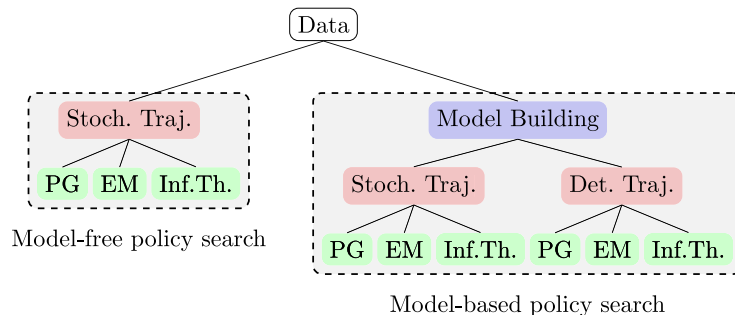 Data
Stoch. Traj.
Model Building
PG EM Inf.Th.
Stoch. Traj.
Det. Traj.
Model-free policy search
PG EM Inf.Th. PG EM Inf.Th.
Model-based policy search